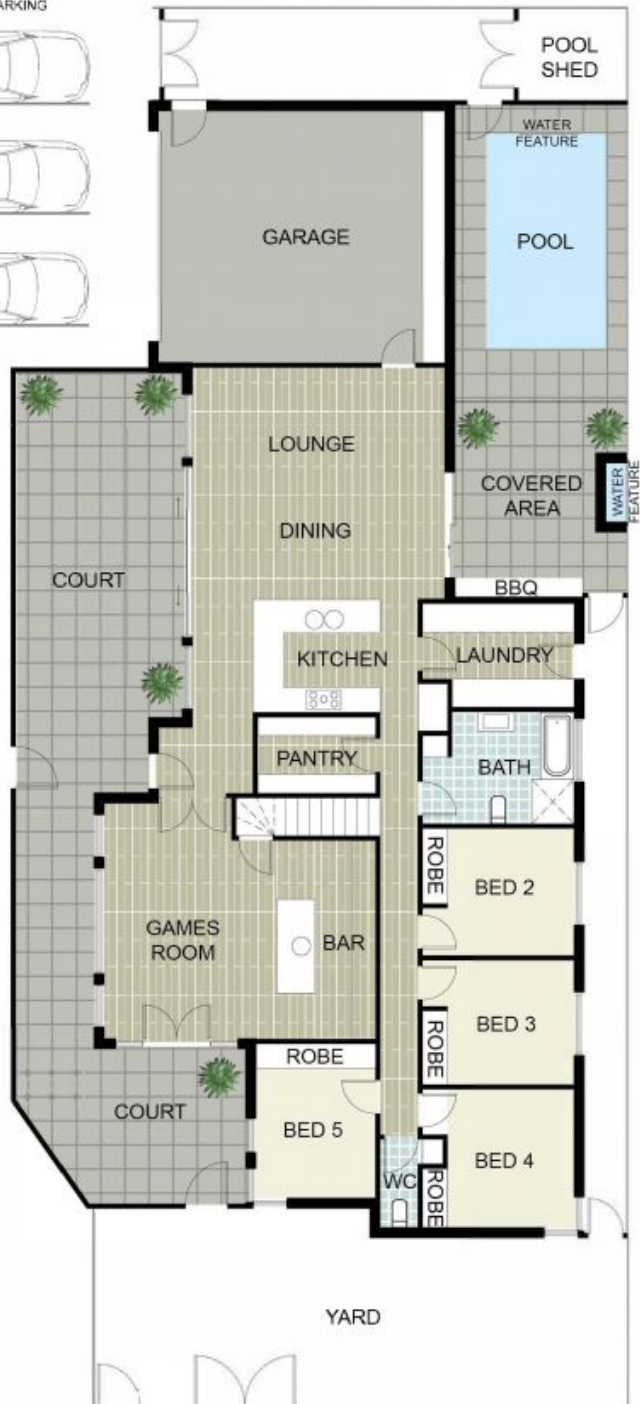 ARKING
POOL
SHED
WATER
FEATURE
GARAGE
POOL
LOUNGE
COVERED
AREA
WATER
FEATURE
DINING
COURT
BBQ
KITCHEN
LAUNDRY
PANTRY
BATH
ROBE
BED 2
GAMES
ROOM
BAR
BED 3
ROBE
ROBE
COURT
BED 5
BED 4
WC
ROBE
YARD